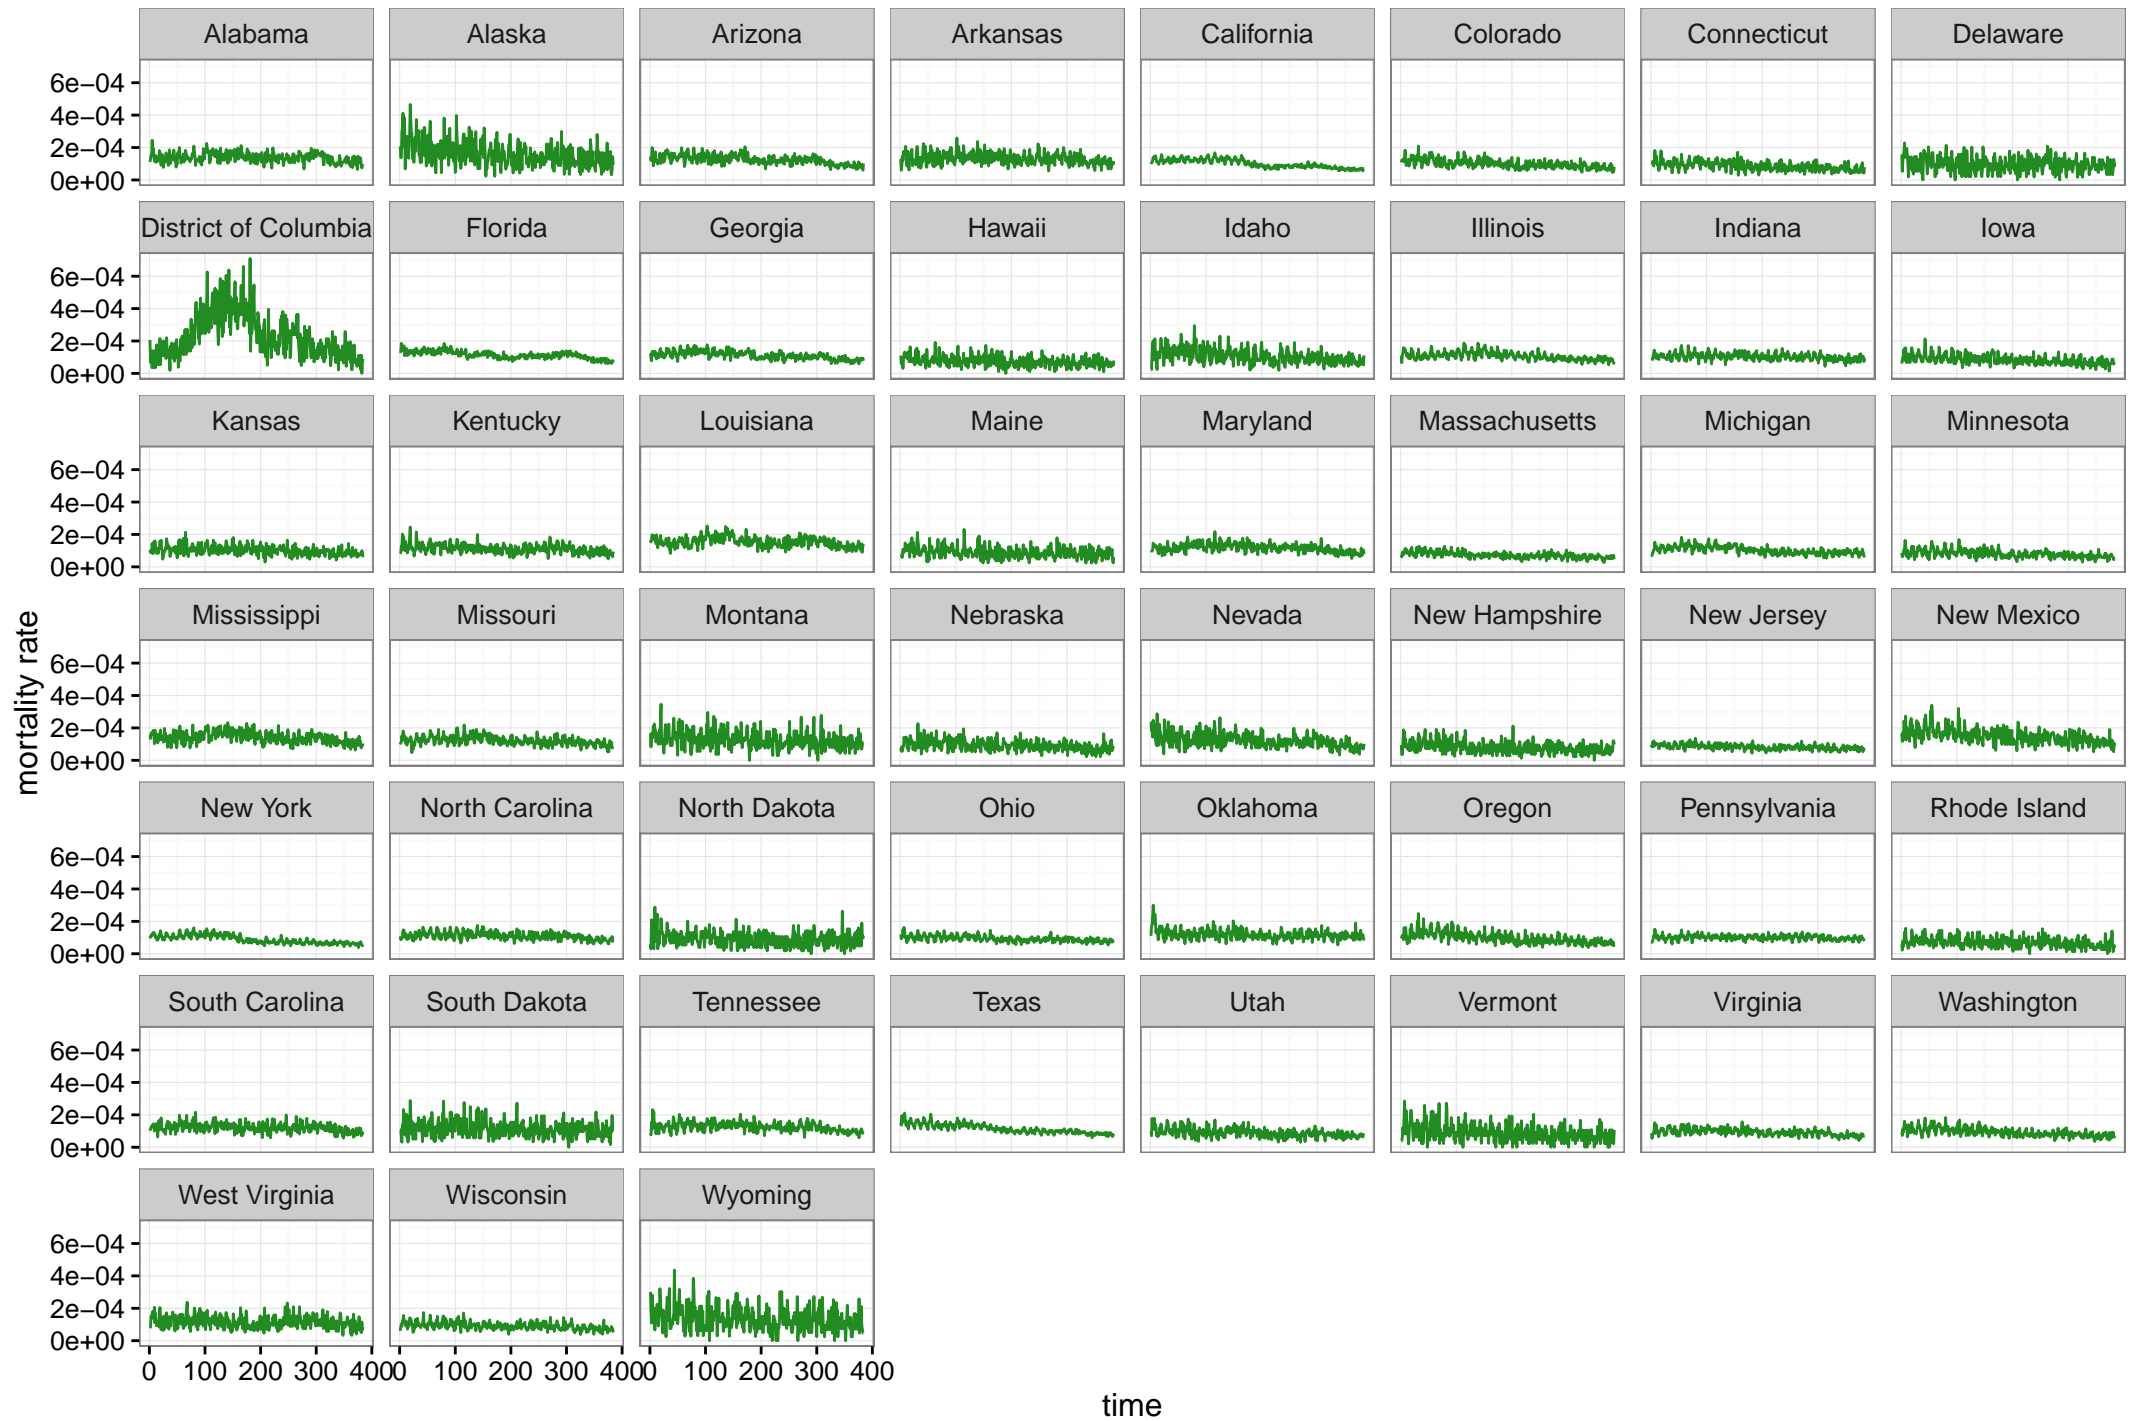 Alabama Alaska Arizona Arkansas California Colorado Connecticut Delaware
6e−04
4e−04
2e−04
0e+00
District of Columbia Florida Georgia Hawaii Idaho Illinois Indiana Iowa
6e−04
4e−04
2e−04
0e+00
Kansas Kentucky Louisiana Maine Maryland Massachusetts Michigan Minnesota
6e−04
4e−04
2e−04
0e+00
mortality rate
Mississippi Missouri Montana Nebraska Nevada New Hampshire New Jersey New Mexico
6e−04
4e−04
2e−04
0e+00
New York North Carolina North Dakota Ohio Oklahoma Oregon Pennsylvania Rhode Island
6e−04
4e−04
2e−04
0e+00
South Carolina South Dakota Tennessee Texas Utah Vermont Virginia Washington
6e−04
4e−04
2e−04
0e+00
West Virginia Wisconsin Wyoming
6e−04
4e−04
2e−04
0e+00
0 100 200 300 400 0 100 200 300 400 0 100 200 300 400
time